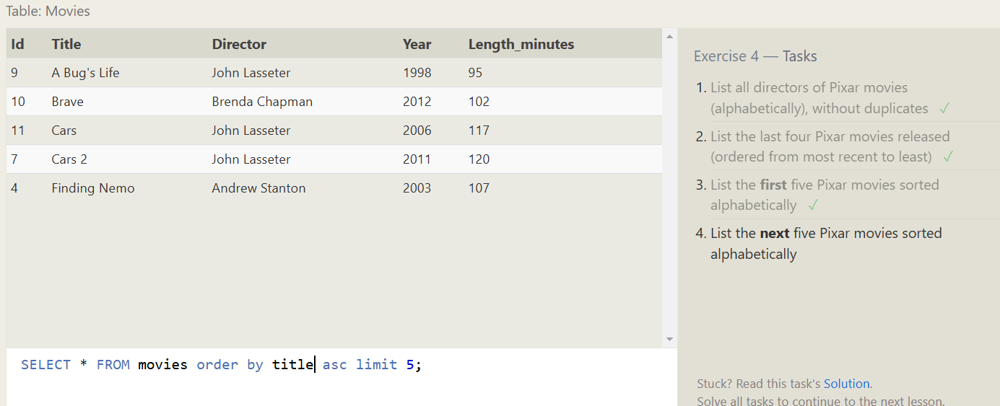 Table: Movies
Id Title Director Year Length_minutes
9 A Bug's Life John Lasseter 1998 95
10 Brave Brenda Chapman 2012 102
11 Cars John Lasseter 2006 117
7 Cars 2 John Lasseter 2011 120
4 Finding Nemo Andrew Stanton 2003 107
SELECT * FROM movies order by title asc limit 5;
Exercise 4 — Tasks
1. List all directors of Pixar movies
(alphabetically), without duplicates ✓
2. List the last four Pixar movies released
(ordered from most recent to least) ✓
3. List the first five Pixar movies sorted
alphabetically ✓
4. List the next five Pixar movies sorted
alphabetically
Stuck? Read this task's Solution.
Solve all tasks to continue to the next lesson.